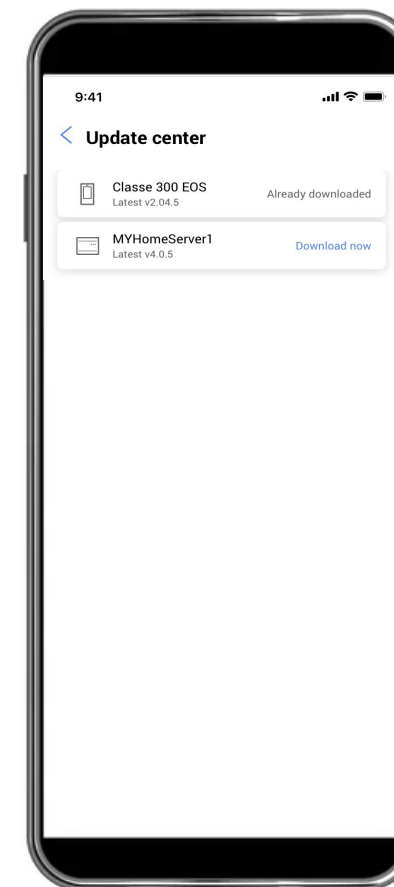 9:41
Update center
Classe 300 EOS
Latest v2.04.5
Already downloaded
MYHomeServer1
Latest v4.0.5
Download now